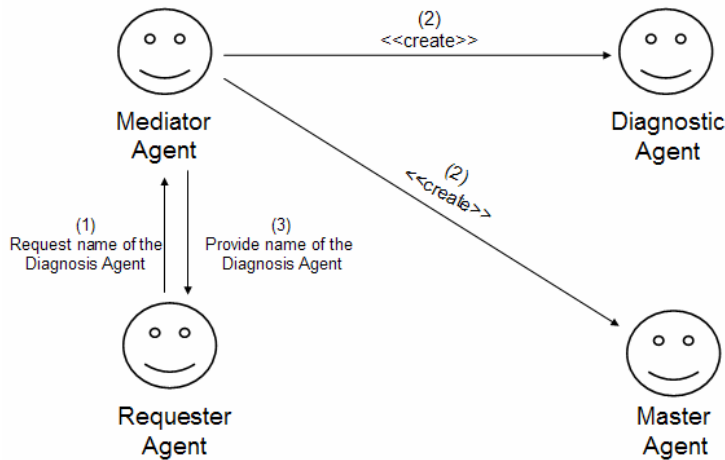 (2)
<<create>>
Mediator
Agent
Diagnostic
Agent
(2)
<<create>>
(1)
Request name of the
Diagnosis Agent
(3)
Provide name of the
Diagnosis Agent
Requester
Agent
Master
Agent